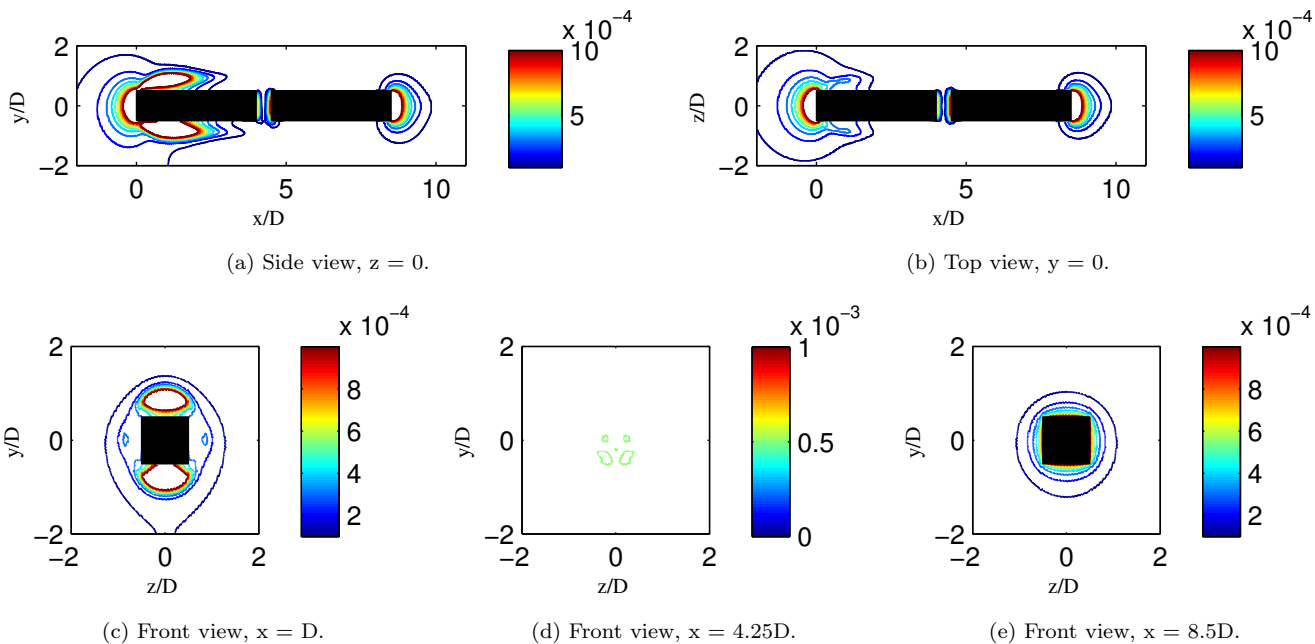 x 10^-4
2
0
−2
y/D
0
5
10
x/D
10
5
(a) Side view, z = 0.
x 10^-4
2
0
−2
z/D
0
5
10
x/D
10
5
(b) Top view, y = 0.
x 10^-4
2
0
−2
y/D
−2
0
2
z/D
8
6
4
2
(c) Front view, x = D.
x 10^-3
2
0
−2
y/D
−2
0
2
z/D
1
0.5
0
(d) Front view, x = 4.25D.
x 10^-4
2
0
−2
y/D
−2
0
2
z/D
8
6
4
2
(e) Front view, x = 8.5D.